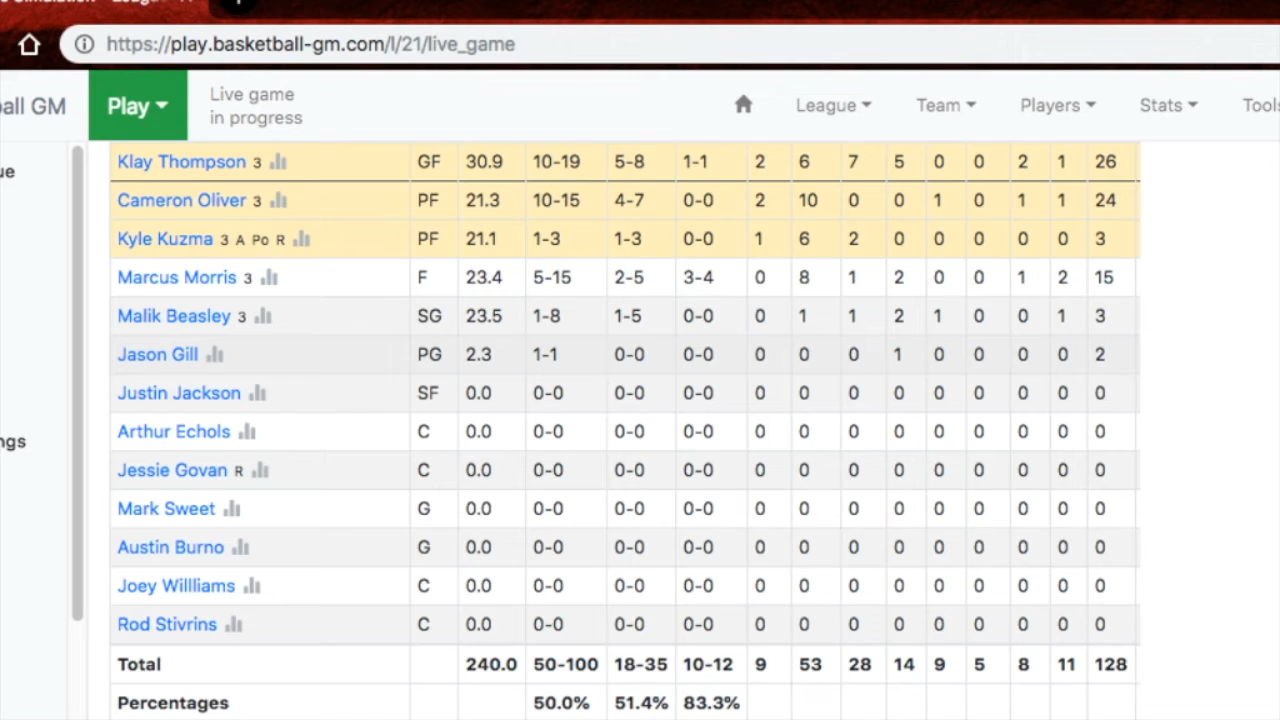 https://play.basketball-gm.com/l/21/live_game
ball GM Play Live game in progress League Team Players Stats Tools
ue
Klay Thompson 3 GF 30.9 10-19 5-8 1-1 2 6 7 5 0 0 2 1 26
Cameron Oliver 3 PF 21.3 10-15 4-7 0-0 2 10 0 0 1 0 1 1 24
Kyle Kuzma 3 A Po R PF 21.1 1-3 1-3 0-0 1 6 2 0 0 0 0 0 3
Marcus Morris 3 F 23.4 5-15 2-5 3-4 0 8 1 2 0 0 1 2 15
Malik Beasley 3 SG 23.5 1-8 1-5 0-0 0 1 1 2 1 0 0 1 3
Jason Gill PG 2.3 1-1 0-0 0-0 0 0 0 1 0 0 0 0 2
Justin Jackson SF 0.0 0-0 0-0 0-0 0 0 0 0 0 0 0 0 0
Arthur Echols C 0.0 0-0 0-0 0-0 0 0 0 0 0 0 0 0 0
ngs
Jessie Govan R C 0.0 0-0 0-0 0-0 0 0 0 0 0 0 0 0 0
Mark Sweet G 0.0 0-0 0-0 0-0 0 0 0 0 0 0 0 0 0
Austin Burno G 0.0 0-0 0-0 0-0 0 0 0 0 0 0 0 0 0
Joey Willliams C 0.0 0-0 0-0 0-0 0 0 0 0 0 0 0 0 0
Rod Stivrins C 0.0 0-0 0-0 0-0 0 0 0 0 0 0 0 0 0
Total 240.0 50-100 18-35 10-12 9 53 28 14 9 5 8 11 128
Percentages 50.0% 51.4% 83.3%